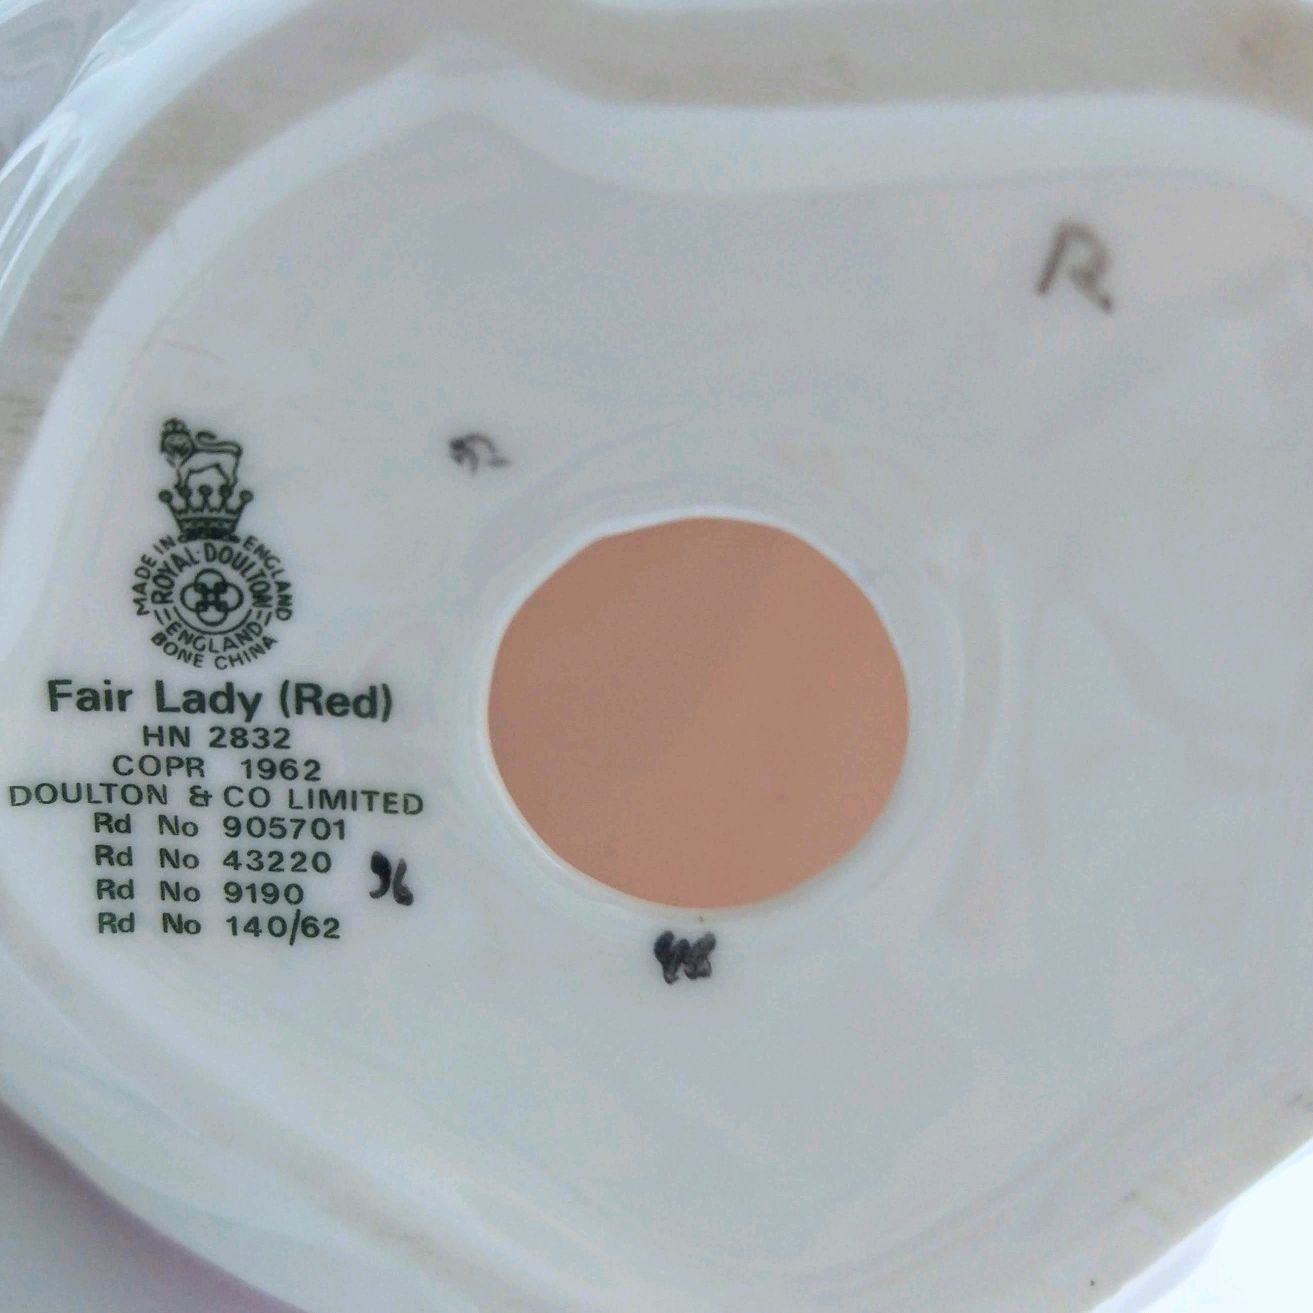 R
MADE IN ENGLAND
ROYAL DOULTON
ENGLAND
BONE CHINA
Fair Lady (Red)
HN 2832
COPR 1962
DOULTON & CO LIMITED
Rd No 905701
Rd No 43220
Rd No 9190
Rd No 140/62
96